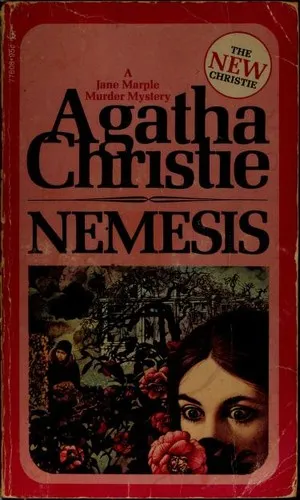 THE
NEW
CHRISTIE
A
Jane Marple
Murder Mystery
Agatha
Christie
NEMESIS